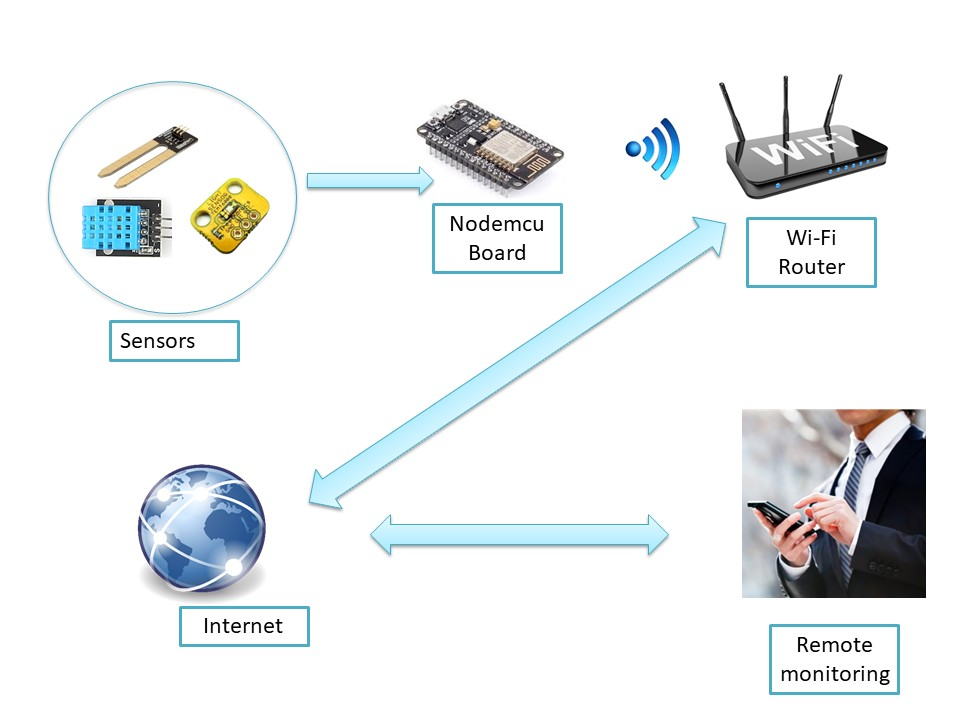 WiFi
Nodemcu
Board
Wi-Fi
Router
Sensors
Internet
Remote
monitoring